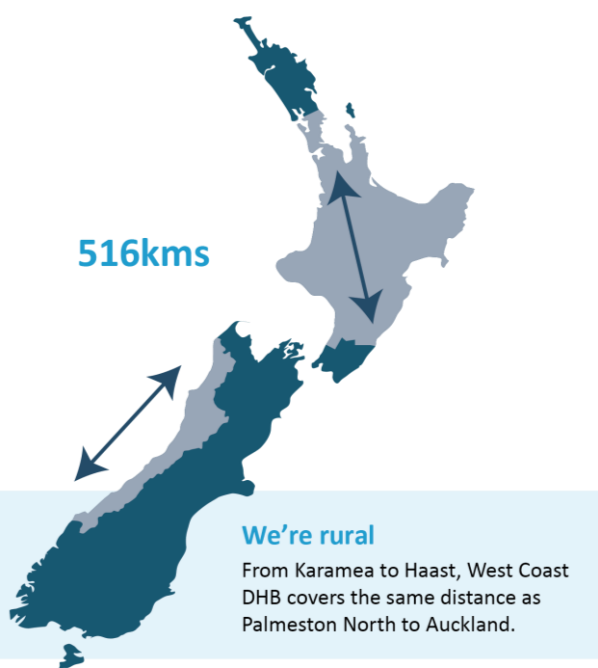 516kms
We’re rural
From Karamea to Haast, West Coast
DHB covers the same distance as
Palmeston North to Auckland.